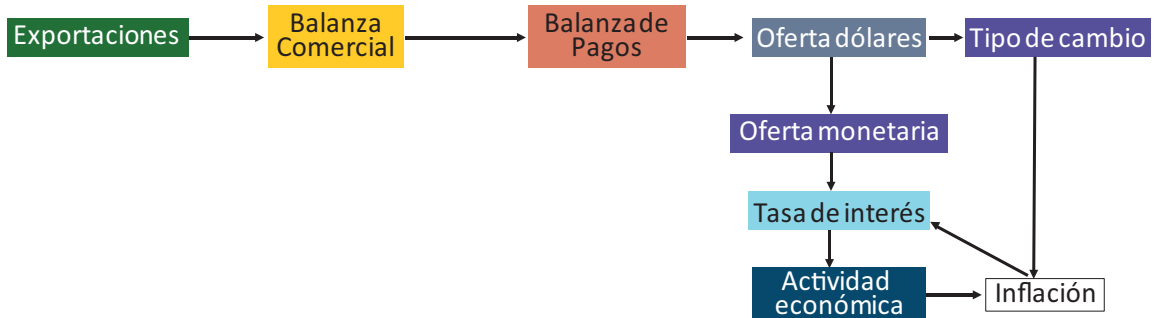 Exportaciones
Balanza
Comercial
Balanza de
Pagos
Oferta dólares
Tipo de cambio
Oferta monetaria
Tasa de interés
Actividad
económica
Inflación